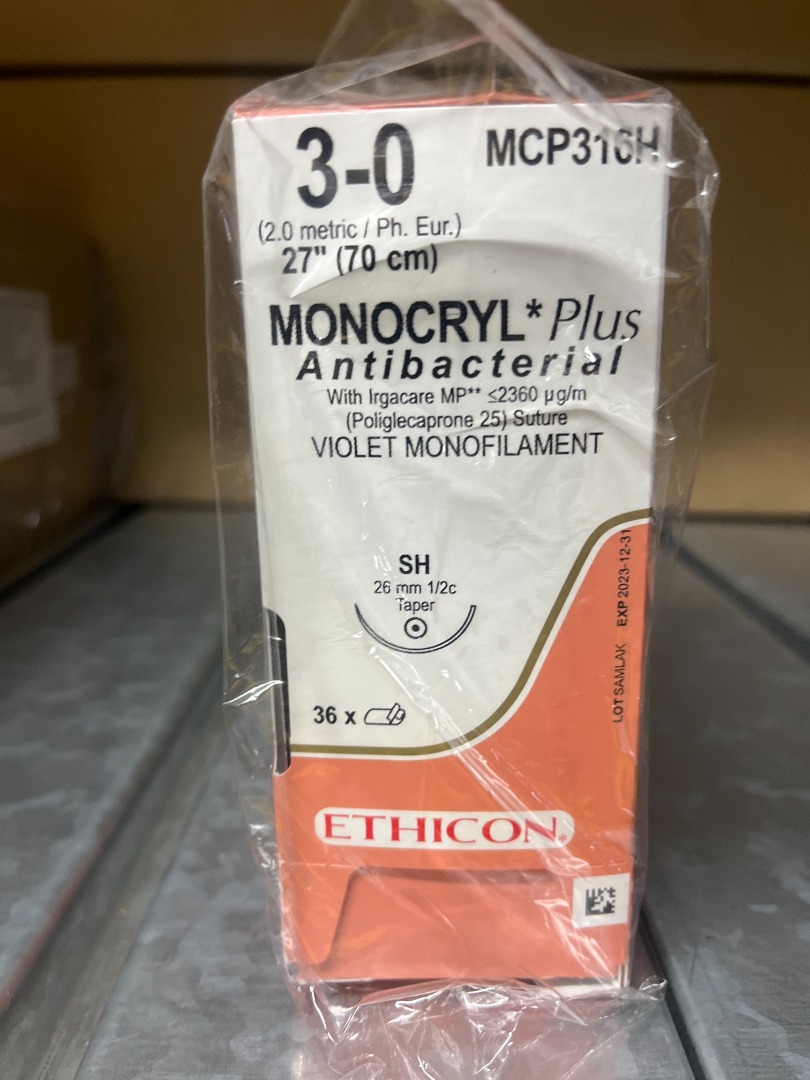 3-0 MCP316H
(2.0 metric / Ph. Eur.)
27" (70 cm)
MONOCRYL* Plus
Antibacterial
With Irgacare MP** ≤2360 µg/m
(Poliglecaprone 25) Suture
VIOLET MONOFILAMENT
SH
26 mm 1/2c
Taper
36 x
LOT SAMLAK EXP 2023-12-31
ETHICON*